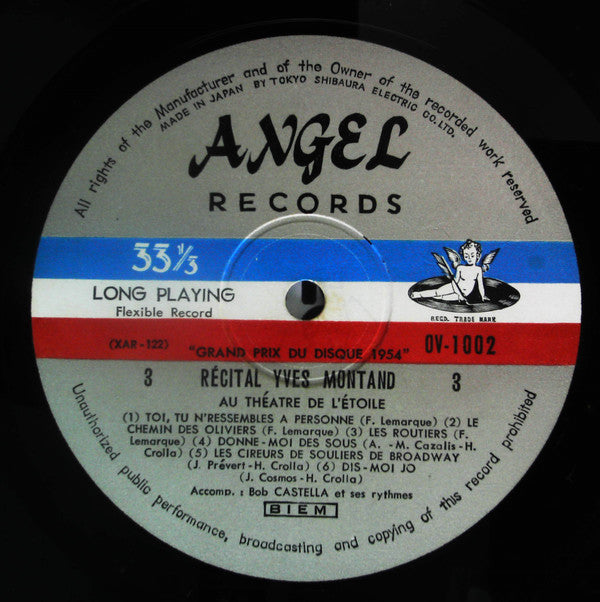 All rights of the Manufacturer and of the Owner of the recorded work reserved
MADE IN JAPAN BY TOKYO SHIBAURA ELECTRIC CO. LTD.
ANGEL
RECORDS
33 1/3
LONG PLAYING
Flexible Record
REGD. TRADE MARK
(XAR-122) "GRAND PRIX DU DISQUE 1954" OV-1002
3 RÉCITAL YVES MONTAND 3
AU THÉATRE DE L'ÉTOILE
(1) TOI, TU N'RESSEMBLES A PERSONNE (F. Lemarque) (2) LE
CHEMIN DES OLIVIERS (F. Lemarque) (3) LES ROUTIERS (F.
Lemarque) (4) DONNE-MOI DES SOUS (A. -M. Cazalis-H.
Crolla) (5) LES CIREURS DE SOULIERS DE BROADWAY
(J. Prévert-H. Crolla) (6) DIS-MOI JO
(J. Cosmos-H. Crolla)
Accomp. : Bob CASTELLA et ses rythmes
BIEM
Unauthorized public performance, broadcasting and copying of this record prohibited